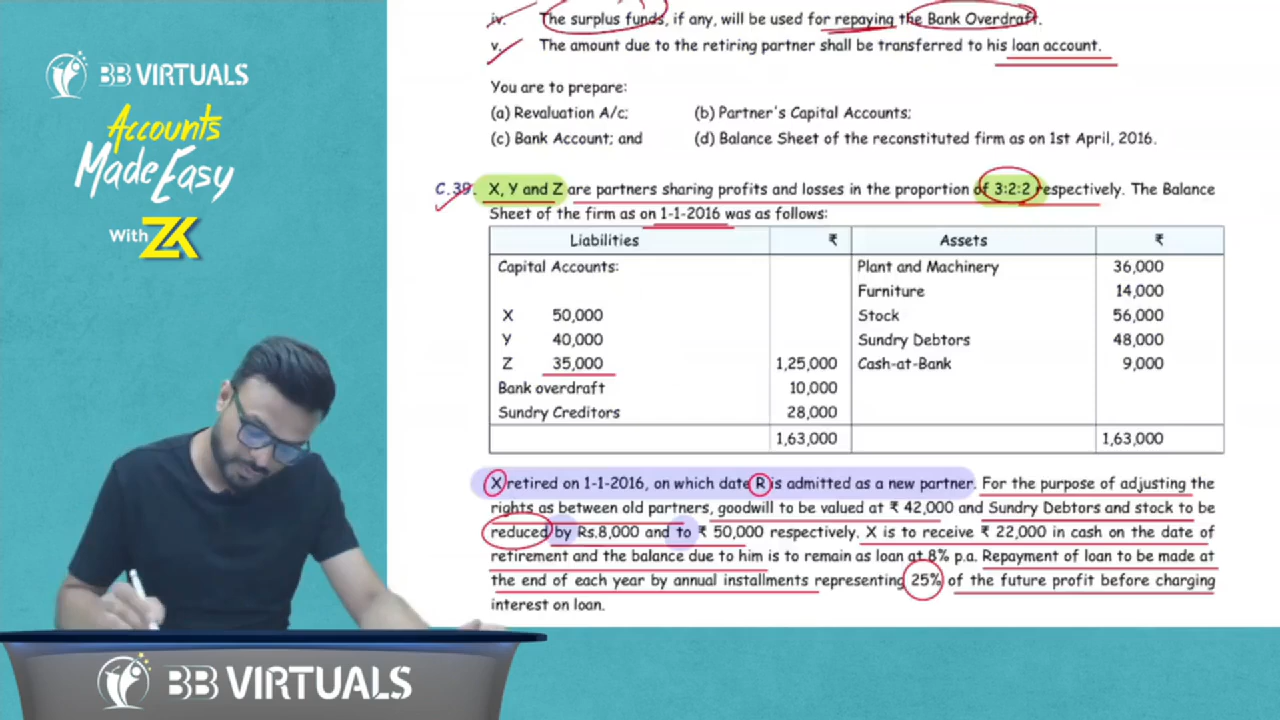 iv. The surplus funds, if any, will be used for repaying the Bank Overdraft.
v. The amount due to the retiring partner shall be transferred to his loan account.
BB VIRTUALS
Accounts
Made Easy
With ZK
You are to prepare:
(a) Revaluation A/c; (b) Partner's Capital Accounts;
(c) Bank Account; and (d) Balance Sheet of the reconstituted firm as on 1st April, 2016.
C.39. X, Y and Z are partners sharing profits and losses in the proportion of 3:2:2 respectively. The Balance
Sheet of the firm as on 1-1-2016 was as follows:
Liabilities ₹ Assets ₹
Capital Accounts: Plant and Machinery 36,000
Furniture 14,000
X 50,000 Stock 56,000
Y 40,000 Sundry Debtors 48,000
Z 35,000 1,25,000 Cash-at-Bank 9,000
Bank overdraft 10,000
Sundry Creditors 28,000
1,63,000 1,63,000
X retired on 1-1-2016, on which date R is admitted as a new partner. For the purpose of adjusting the
rights as between old partners, goodwill to be valued at ₹ 42,000 and Sundry Debtors and stock to be
reduced by Rs.8,000 and to ₹ 50,000 respectively. X is to receive ₹ 22,000 in cash on the date of
retirement and the balance due to him is to remain as loan at 8% p.a. Repayment of loan to be made at
the end of each year by annual installments representing 25% of the future profit before charging
interest on loan.
BB VIRTUALS